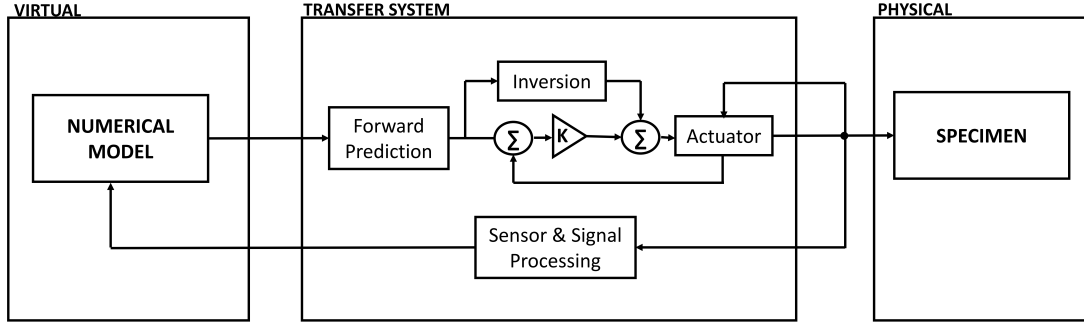 VIRTUAL
TRANSFER SYSTEM
PHYSICAL
NUMERICAL
MODEL
Forward
Prediction
Inversion
Σ
K
Σ
Actuator
SPECIMEN
Sensor & Signal
Processing